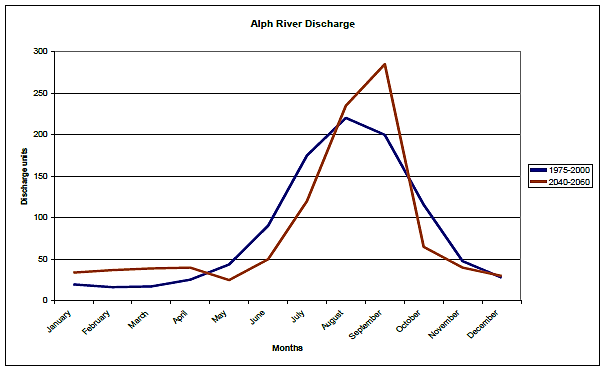 Alph River Discharge
300
250
200
150
100
50
0
Discharge units
January
February
March
April
May
June
July
August
September
October
November
December
Months
1975-2000
2040-2060